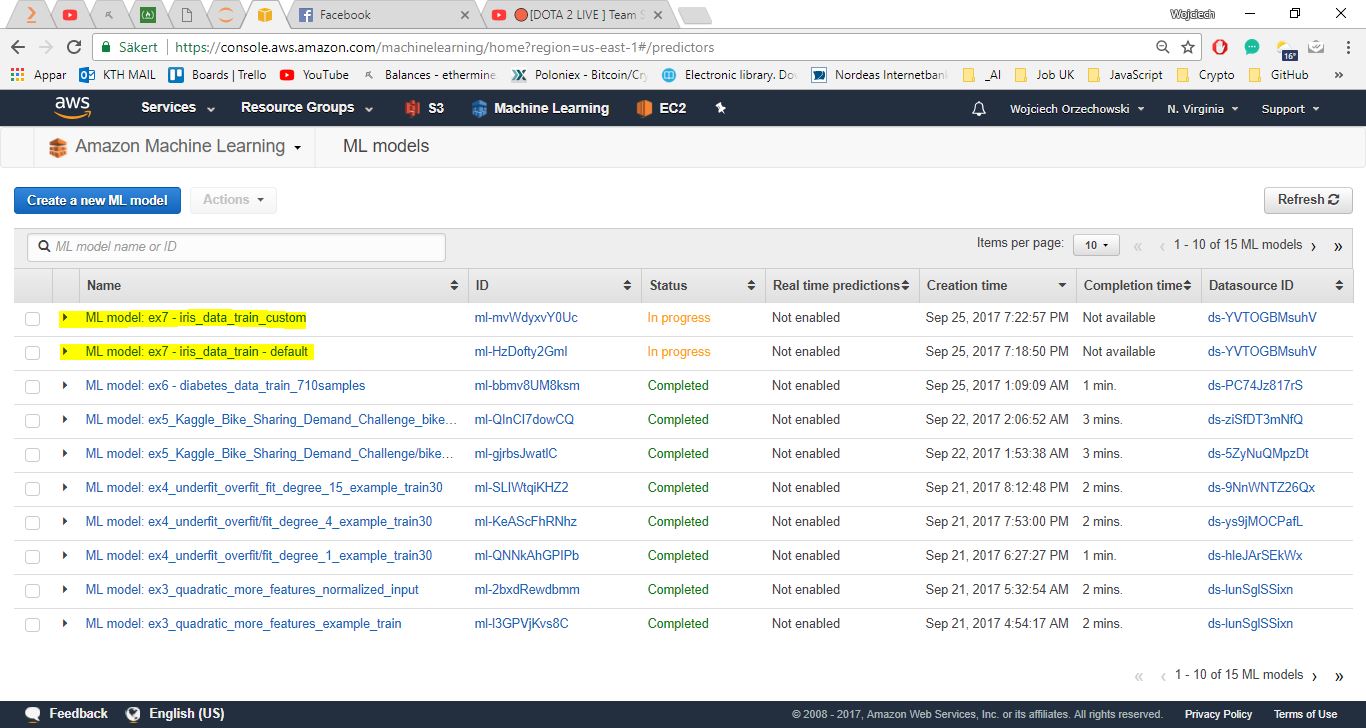 Facebook
[DOTA 2 LIVE ] Team S
Wojciech
Säkert
https://console.aws.amazon.com/machinelearning/home?region=us-east-1#/predictors
16°
Appar KTH MAIL Boards | Trello YouTube Balances - ethermine Poloniex - Bitcoin/Cry Electronic library. Do Nordeas Internetbank _AI Job UK JavaScript Crypto GitHub »
aws Services Resource Groups S3 Machine Learning EC2 Wojciech Orzechowski N. Virginia Support
Amazon Machine Learning ML models
Create a new ML model Actions Refresh
ML model name or ID Items per page: 10 « ‹ 1 - 10 of 15 ML models › »
Name ID Status Real time predictions Creation time Completion time Datasource ID
ML model: ex7 - iris_data_train_custom ml-mvWdyxvY0Uc In progress Not enabled Sep 25, 2017 7:22:57 PM Not available ds-YVTOGBMsuhV
ML model: ex7 - iris_data_train - default ml-HzDofty2GmI In progress Not enabled Sep 25, 2017 7:18:50 PM Not available ds-YVTOGBMsuhV
ML model: ex6 - diabetes_data_train_710samples ml-bbmv8UM8ksm Completed Not enabled Sep 25, 2017 1:09:09 AM 1 min. ds-PC74Jz817rS
ML model: ex5_Kaggle_Bike_Sharing_Demand_Challenge_bike... ml-QInCI7dowCQ Completed Not enabled Sep 22, 2017 2:06:52 AM 3 mins. ds-ziSfDT3mNfQ
ML model: ex5_Kaggle_Bike_Sharing_Demand_Challenge/bike... ml-gjrbsJwatIC Completed Not enabled Sep 22, 2017 1:53:38 AM 3 mins. ds-5ZyNuQMpzDt
ML model: ex4_underfit_overfit_fit_degree_15_example_train30 ml-SLIWtqiKHZ2 Completed Not enabled Sep 21, 2017 8:12:48 PM 2 mins. ds-9NnWNTZ26Qx
ML model: ex4_underfit_overfit/fit_degree_4_example_train30 ml-KeAScFhRNhz Completed Not enabled Sep 21, 2017 7:53:00 PM 2 mins. ds-ys9jMOCPafL
ML model: ex4_underfit_overfit/fit_degree_1_example_train30 ml-QNNkAhGPIPb Completed Not enabled Sep 21, 2017 6:27:27 PM 1 min. ds-hleJArSEkWx
ML model: ex3_quadratic_more_features_normalized_input ml-2bxdRewdbmm Completed Not enabled Sep 21, 2017 5:32:54 AM 2 mins. ds-lunSglSSixn
ML model: ex3_quadratic_more_features_example_train ml-I3GPVjKvs8C Completed Not enabled Sep 21, 2017 4:54:17 AM 2 mins. ds-lunSglSSixn
« ‹ 1 - 10 of 15 ML models › »
Feedback English (US) © 2008 - 2017, Amazon Web Services, Inc. or its affiliates. All rights reserved. Privacy Policy Terms of Use